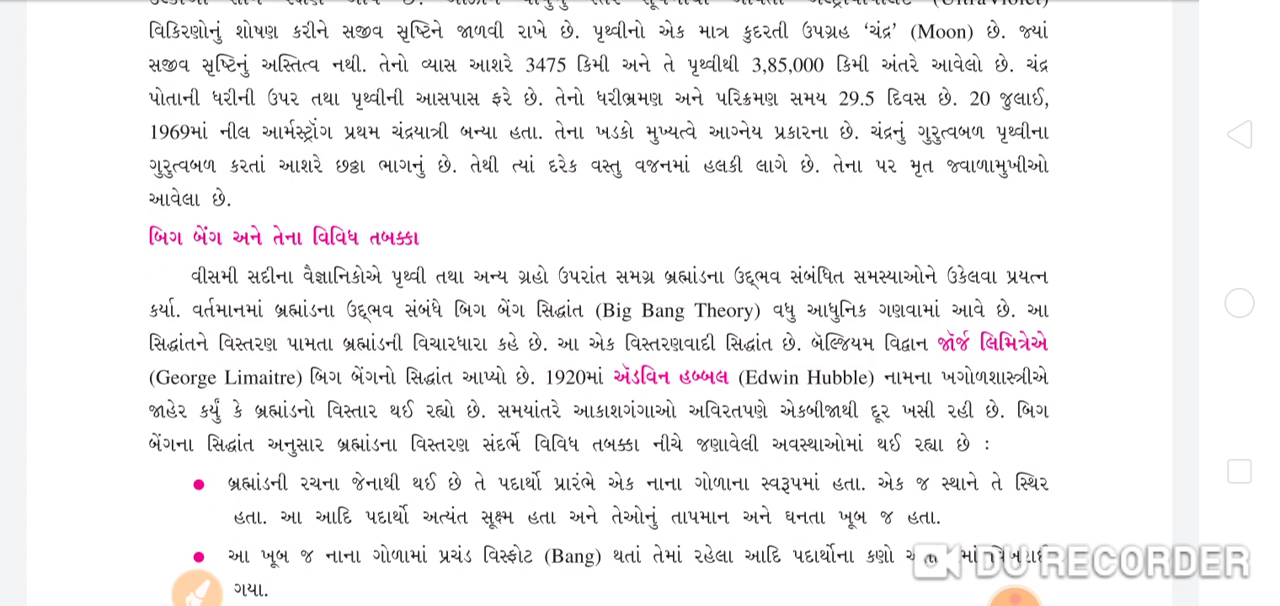 વિકિરણોનું શોષણ કરીને સજીવ સૃષ્ટિને જાળવી રાખે છે. પૃથ્વીનો એક માત્ર કુદરતી ઉપગ્રહ ‘ચંદ્ર’ (Moon) છે. જ્યાં
સજીવ સૃષ્ટિનું અસ્તિત્વ નથી. તેનો વ્યાસ આશરે 3475 કિમી અને તે પૃથ્વીથી 3,85,000 કિમી અંતરે આવેલો છે. ચંદ્ર
પોતાની ધરીની ઉપર તથા પૃથ્વીની આસપાસ ફરે છે. તેનો ધરીભ્રમણ અને પરિક્રમણ સમય 29.5 દિવસ છે. 20 જુલાઈ,
1969માં નીલ આર્મસ્ટ્રૉંગ પ્રથમ ચંદ્રયાત્રી બન્યા હતા. તેના ખડકો મુખ્યત્વે આગ્નેય પ્રકારના છે. ચંદ્રનું ગુરુત્વબળ પૃથ્વીના
ગુરુત્વબળ કરતાં આશરે છઠ્ઠા ભાગનું છે. તેથી ત્યાં દરેક વસ્તુ વજનમાં હલકી લાગે છે. તેના પર મૃત જ્વાળામુખીઓ
આવેલા છે.
બિગ બેંગ અને તેના વિવિધ તબક્કા
વીસમી સદીના વૈજ્ઞાનિકોએ પૃથ્વી તથા અન્ય ગ્રહો ઉપરાંત સમગ્ર બ્રહ્માંડના ઉદ્ભવ સંબંધિત સમસ્યાઓને ઉકેલવા પ્રયત્ન
કર્યા. વર્તમાનમાં બ્રહ્માંડના ઉદ્ભવ સંબંધે બિગ બેંગ સિદ્ધાંત (Big Bang Theory) વધુ આધુનિક ગણવામાં આવે છે. આ
સિદ્ધાંતને વિસ્તરણ પામતા બ્રહ્માંડની વિચારધારા કહે છે. આ એક વિસ્તરણવાદી સિદ્ધાંત છે. બૅલ્જિયમ વિદ્વાન જૉર્જ લિમિત્રેએ
(George Limaitre) બિગ બેંગનો સિદ્ધાંત આપ્યો છે. 1920માં ઍડવિન હબ્બલ (Edwin Hubble) નામના ખગોળશાસ્ત્રીએ
જાહેર કર્યું કે બ્રહ્માંડનો વિસ્તાર થઈ રહ્યો છે. સમયાંતરે આકાશગંગાઓ અવિરતપણે એકબીજાથી દૂર ખસી રહી છે. બિગ
બેંગના સિદ્ધાંત અનુસાર બ્રહ્માંડના વિસ્તરણ સંદર્ભે વિવિધ તબક્કા નીચે જણાવેલી અવસ્થાઓમાં થઈ રહ્યા છે :
● બ્રહ્માંડની રચના જેનાથી થઈ છે તે પદાર્થો પ્રારંભે એક નાના ગોળાના સ્વરૂપમાં હતા. એક જ સ્થાને તે સ્થિર
હતા. આ આદિ પદાર્થો અત્યંત સૂક્ષ્મ હતા અને તેઓનું તાપમાન અને ઘનતા ખૂબ જ હતા.
● આ ખૂબ જ નાના ગોળામાં પ્રચંડ વિસ્ફોટ (Bang) થતાં તેમાં રહેલા આદિ પદાર્થોના કણો
ગયા.
DU RECORDER